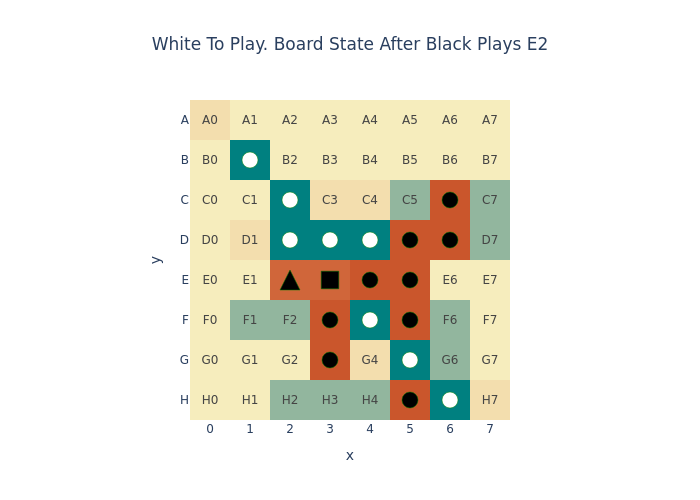 White To Play. Board State After Black Plays E2
A A0 A1 A2 A3 A4 A5 A6 A7
B B0 B2 B3 B4 B5 B6 B7
C C0 C1 C3 C4 C5 C7
D D0 D1 D7
E E0 E1 E6 E7
F F0 F1 F2 F6 F7
G G0 G1 G2 G4 G6 G7
H H0 H1 H2 H3 H4 H7
0 1 2 3 4 5 6 7
x
y